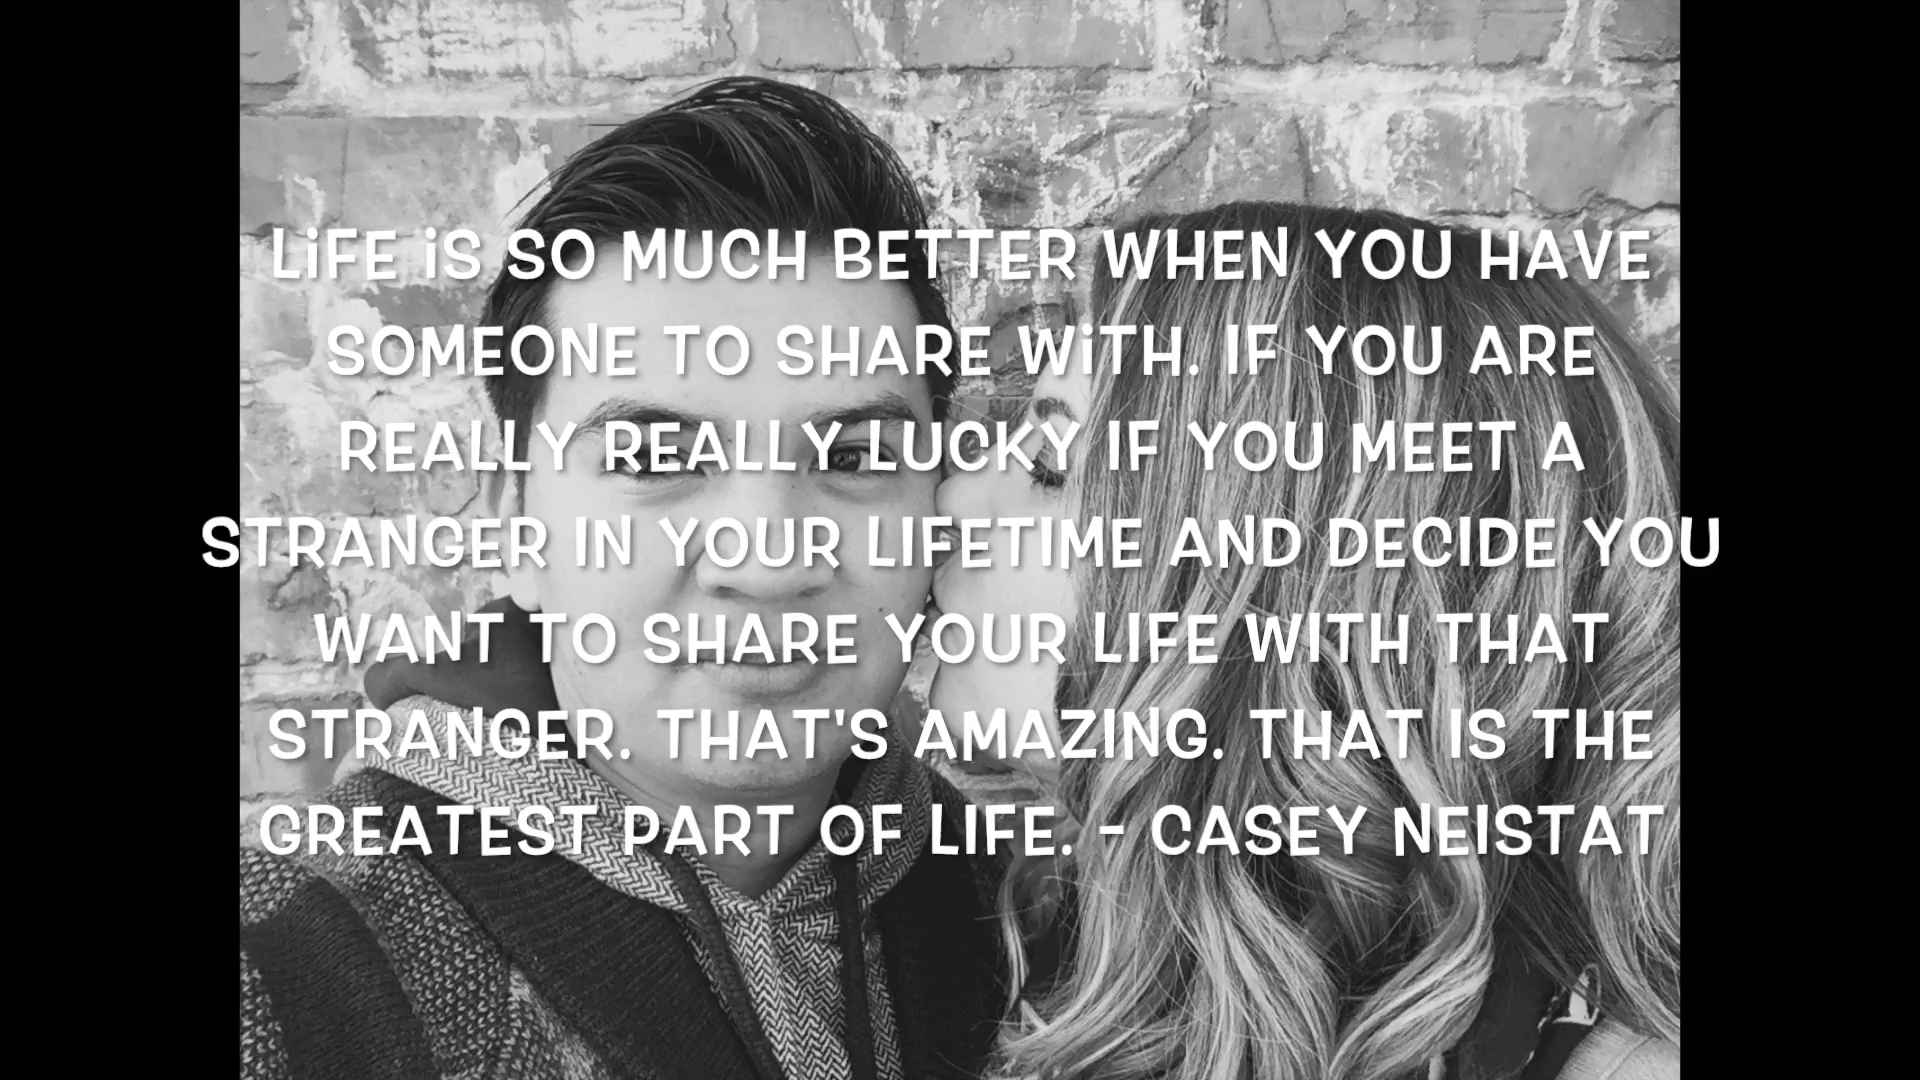 LiFE iS SO MUCH BETTER WHEN YOU HAVE
SOMEONE TO SHARE WiTH. IF YOU ARE
REALLY REALLY LUCKY IF YOU MEET A
STRANGER IN YOUR LIFETIME AND DECIDE YOU
WANT TO SHARE YOUR LIFE WITH THAT
STRANGER. THAT'S AMAZING. THAT IS THE
GREATEST PART OF LIFE. - CASEY NEISTAT